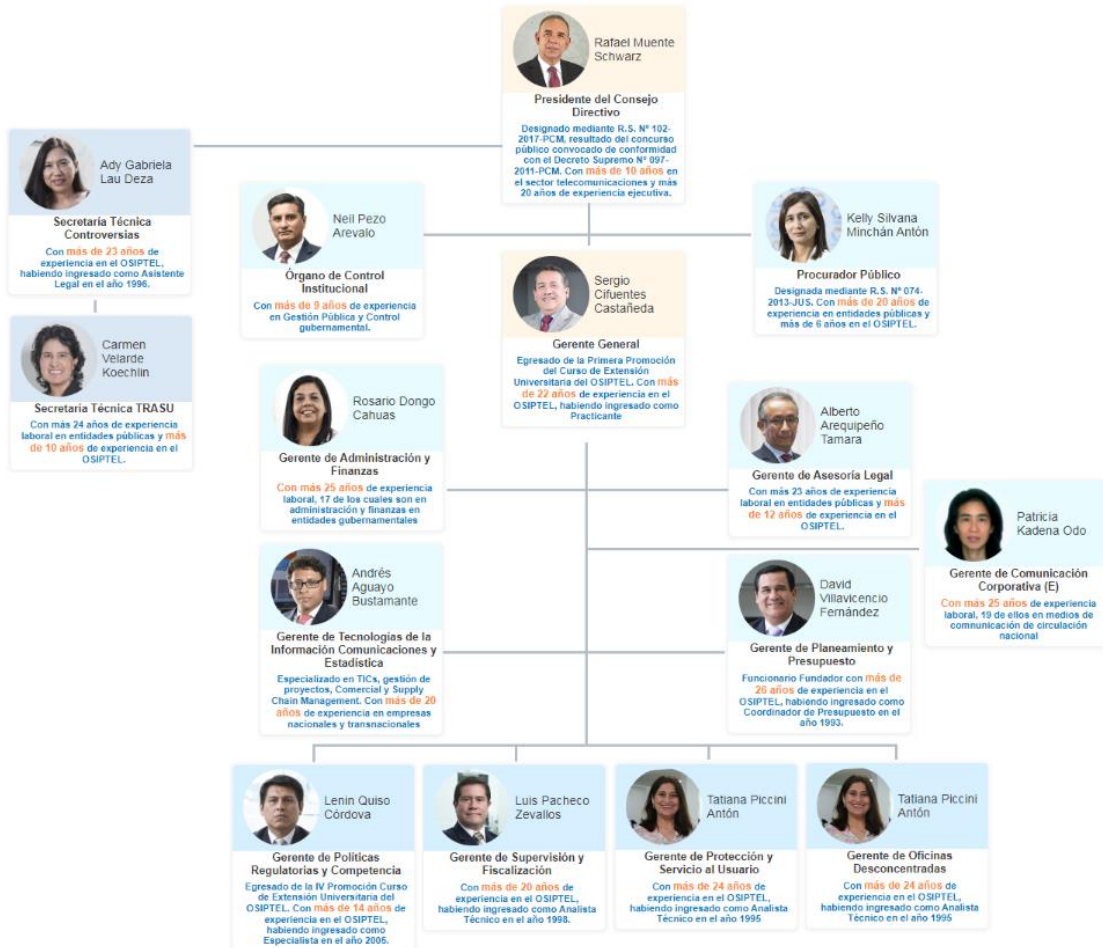 Rafael Muente
Schwarz
Presidente del Consejo
Directivo
Designado mediante R.S. Nº 102-
2017-PCM, resultado del concurso
público convocado de conformidad
con el Decreto Supremo Nº 097-
2011-PCM. Con más de 10 años en
el sector telecomunicaciones y más
20 años de experiencia ejecutiva.
Ady Gabriela
Lau Deza
Secretaría Técnica
Controversias
Con más de 23 años de
experiencia en el OSIPTEL,
habiendo ingresado como Asistente
Legal en el año 1996.
Carmen
Velarde
Koechlin
Secretaría Técnica TRASU
Con más 24 años de experiencia
laboral en entidades públicas y más
de 10 años de experiencia en el
OSIPTEL.
Neil Pezo
Arevalo
Órgano de Control
Institucional
Con más de 9 años de experiencia
en Gestión Pública y Control
gubernamental.
Kelly Silvana
Minchán Antón
Procurador Público
Designada mediante R.S. Nº 074-
2013-JUS. Con más de 20 años de
experiencia en entidades públicas y
más de 6 años en el OSIPTEL.
Sergio
Cifuentes
Castañeda
Gerente General
Egresado de la Primera Promoción
del Curso de Extensión
Universitaria del OSIPTEL. Con más
de 22 años de experiencia en el
OSIPTEL, habiendo ingresado como
Practicante
Rosario Dongo
Cahuas
Gerente de Administración y
Finanzas
Con más 25 años de experiencia
laboral, 17 de los cuales son en
administración y finanzas en
entidades gubernamentales
Alberto
Arequipeño
Tamara
Gerente de Asesoría Legal
Con más 23 años de experiencia
laboral en entidades públicas y más
de 12 años de experiencia en el
OSIPTEL.
Patricia
Kadena Odo
Gerente de Comunicación
Corporativa (E)
Con más 25 años de experiencia
laboral, 19 de ellos en medios de
comnunicación de circulación
nacional
Andrés
Aguayo
Bustamante
Gerente de Tecnologías de la
Información Comunicaciones y
Estadística
Especializado en TICs, gestión de
proyectos, Comercial y Supply
Chain Management. Con más de 20
años de experiencia en empresas
nacionales y transnacionales
David
Villavicencio
Fernández
Gerente de Planeamiento y
Presupuesto
Funcionario Fundador con más de
26 años de experiencia en el
OSIPTEL, habiendo ingresado como
Coordinador de Presupuesto en el
año 1993.
Lenin Quiso
Córdova
Gerente de Políticas
Regulatorias y Competencia
Egresado de la IV Promoción Curso
de Extensión Universitaria del
OSIPTEL. Con más de 14 años de
experiencia en el OSIPTEL,
habiendo ingresado como
Especialista en el año 2005.
Luis Pacheco
Zevallos
Gerente de Supervisión y
Fiscalización
Con más de 20 años de
experiencia en el OSIPTEL,
habiendo ingresado como Analista
Técnico en el año 1998.
Tatiana Piccini
Antón
Gerente de Protección y
Servicio al Usuario
Con más de 24 años de
experiencia en el OSIPTEL,
habiendo ingresado como Analista
Técnico en el año 1995
Tatiana Piccini
Antón
Gerente de Oficinas
Desconcentradas
Con más de 24 años de
experiencia en el OSIPTEL,
habiendo ingresado como Analista
Técnico en el año 1995